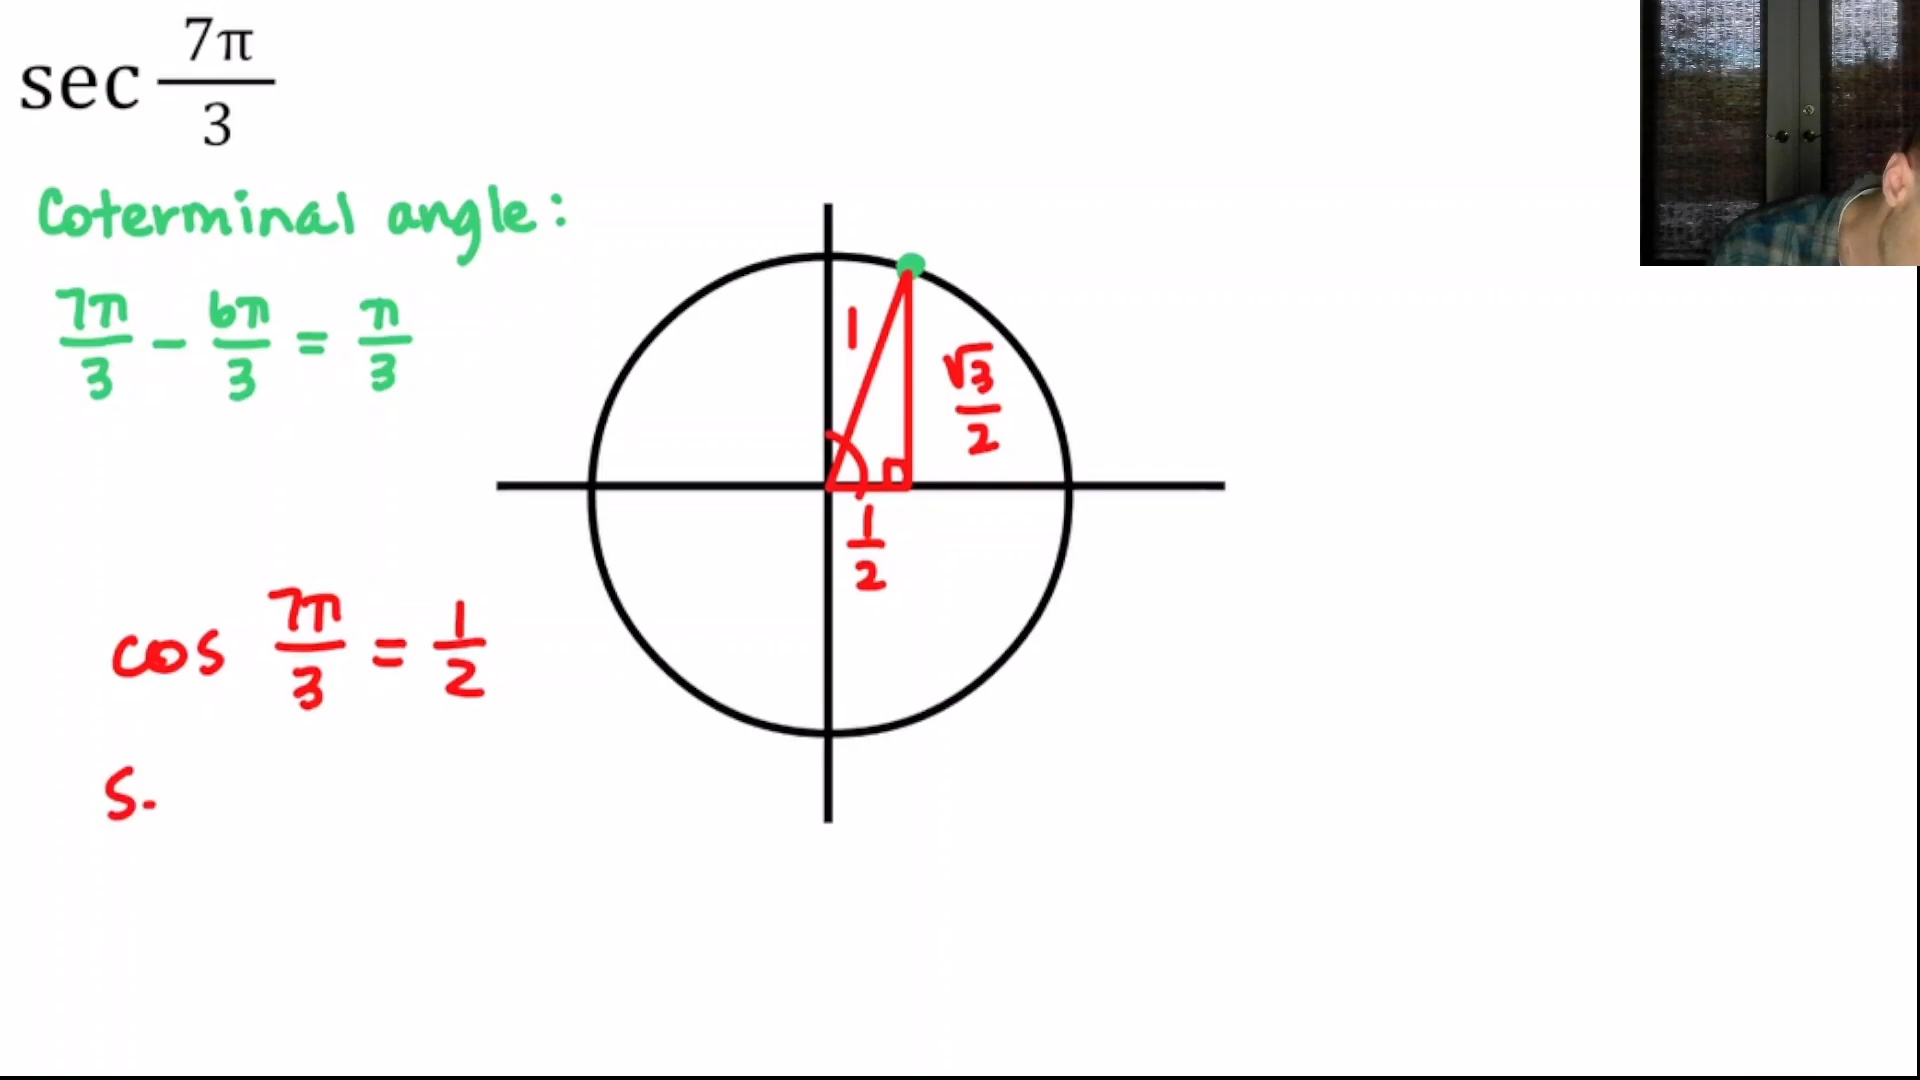 sec 7π/3
Coterminal angle:
7π/3 - 6π/3 = π/3
1
√3/2
1/2
cos 7π/3 = 1/2
S.